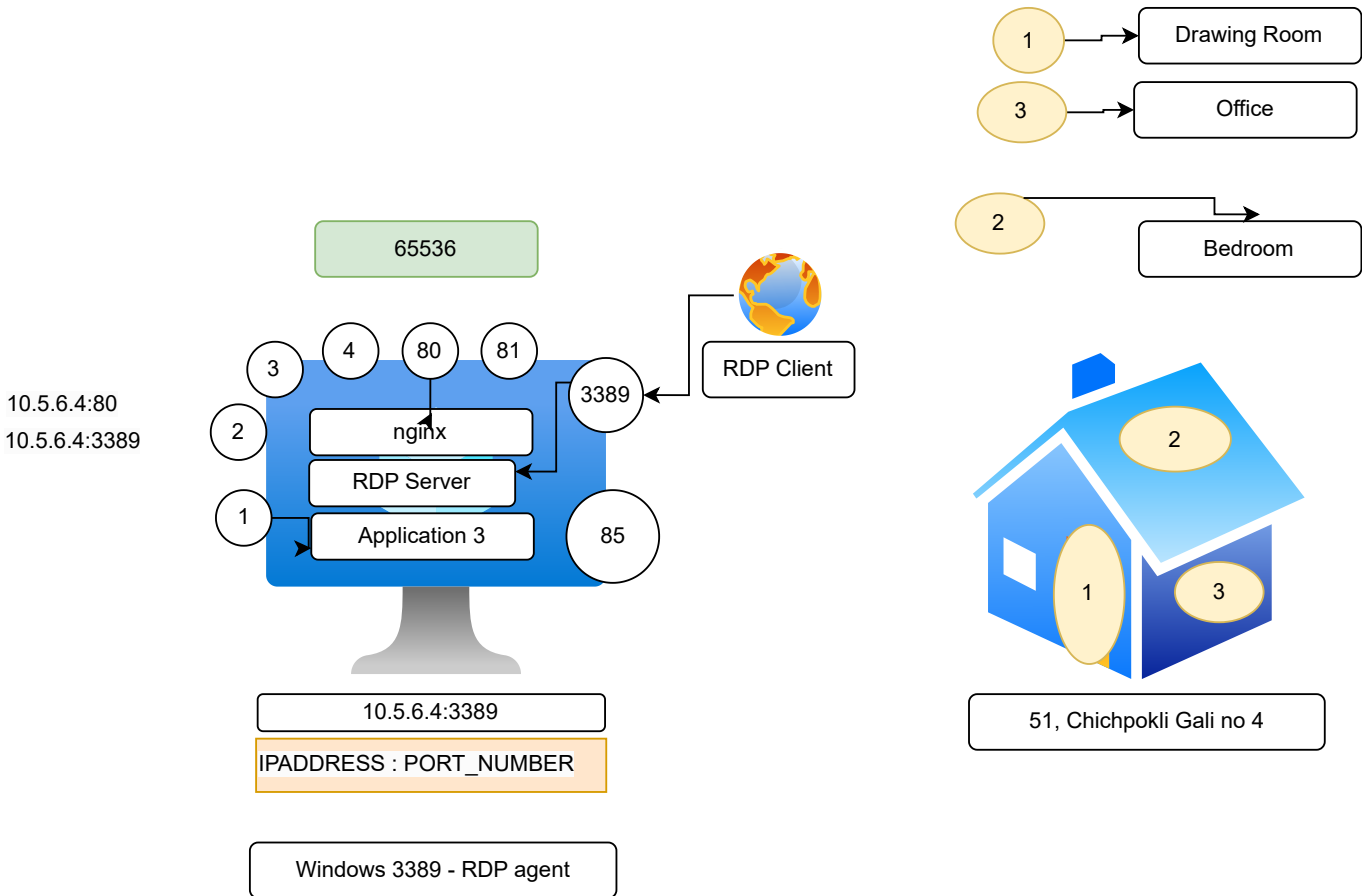 1
Drawing Room
3
Office
2
Bedroom
65536
RDP Client
10.5.6.4:80
10.5.6.4:3389
3
4
80
81
3389
2
1
85
nginx
RDP Server
Application 3
10.5.6.4:3389
IPADDRESS : PORT_NUMBER
Windows 3389 - RDP agent
2
1
3
51, Chichpokli Gali no 4